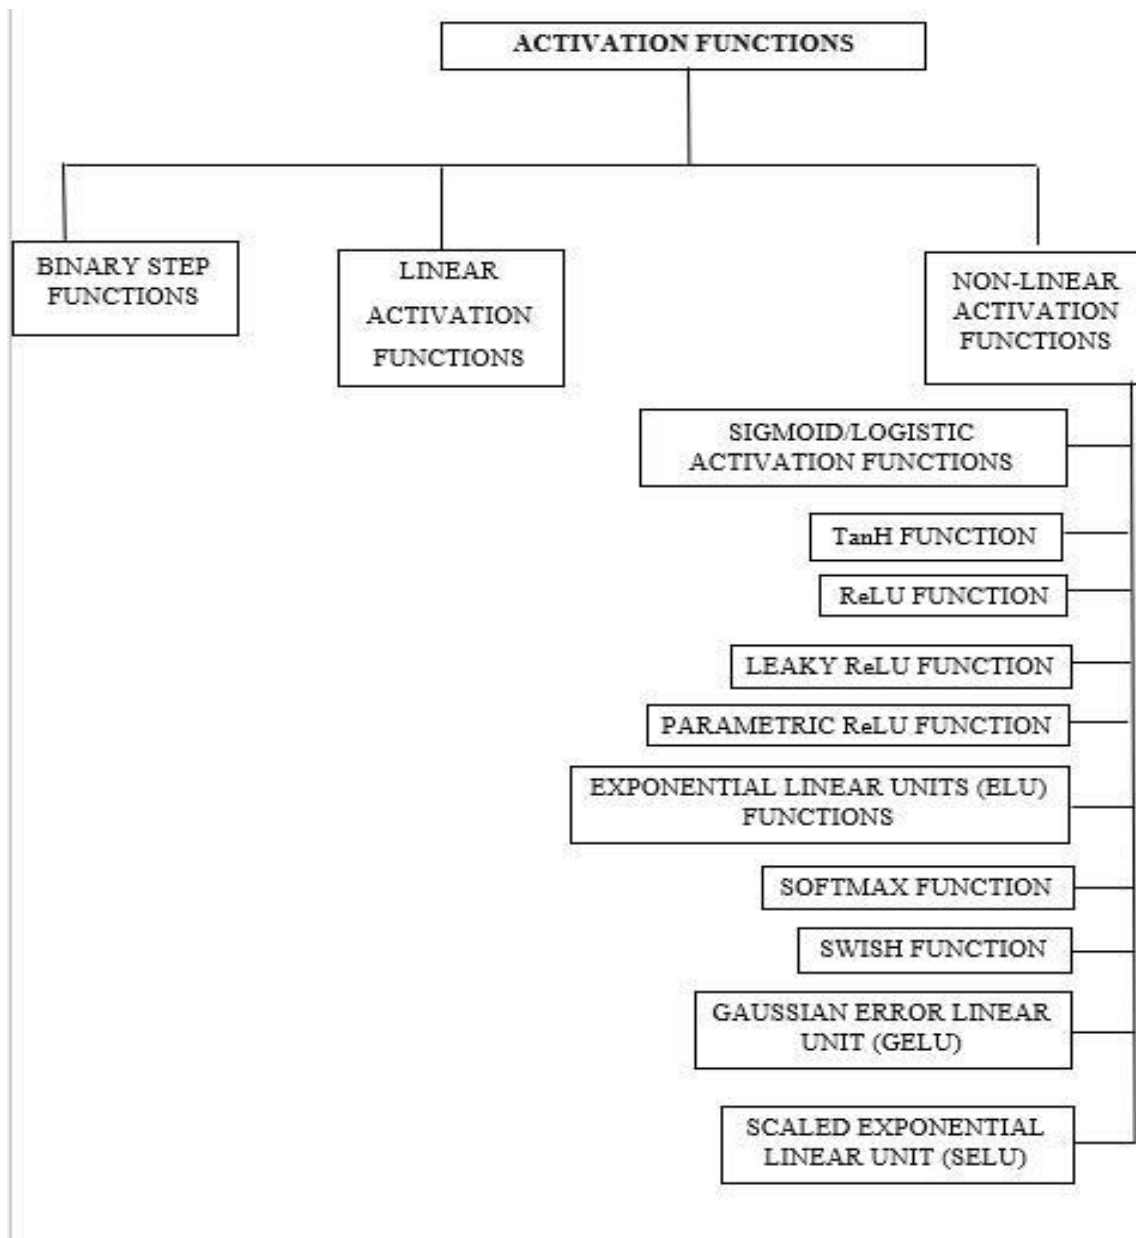 ACTIVATION FUNCTIONS
BINARY STEP
FUNCTIONS
LINEAR
ACTIVATION
FUNCTIONS
NON-LINEAR
ACTIVATION
FUNCTIONS
SIGMOID/LOGISTIC
ACTIVATION FUNCTIONS
TanH FUNCTION
ReLU FUNCTION
LEAKY ReLU FUNCTION
PARAMETRIC ReLU FUNCTION
EXPONENTIAL LINEAR UNITS (ELU)
FUNCTIONS
SOFTMAX FUNCTION
SWISH FUNCTION
GAUSSIAN ERROR LINEAR
UNIT (GELU)
SCALED EXPONENTIAL
LINEAR UNIT (SELU)